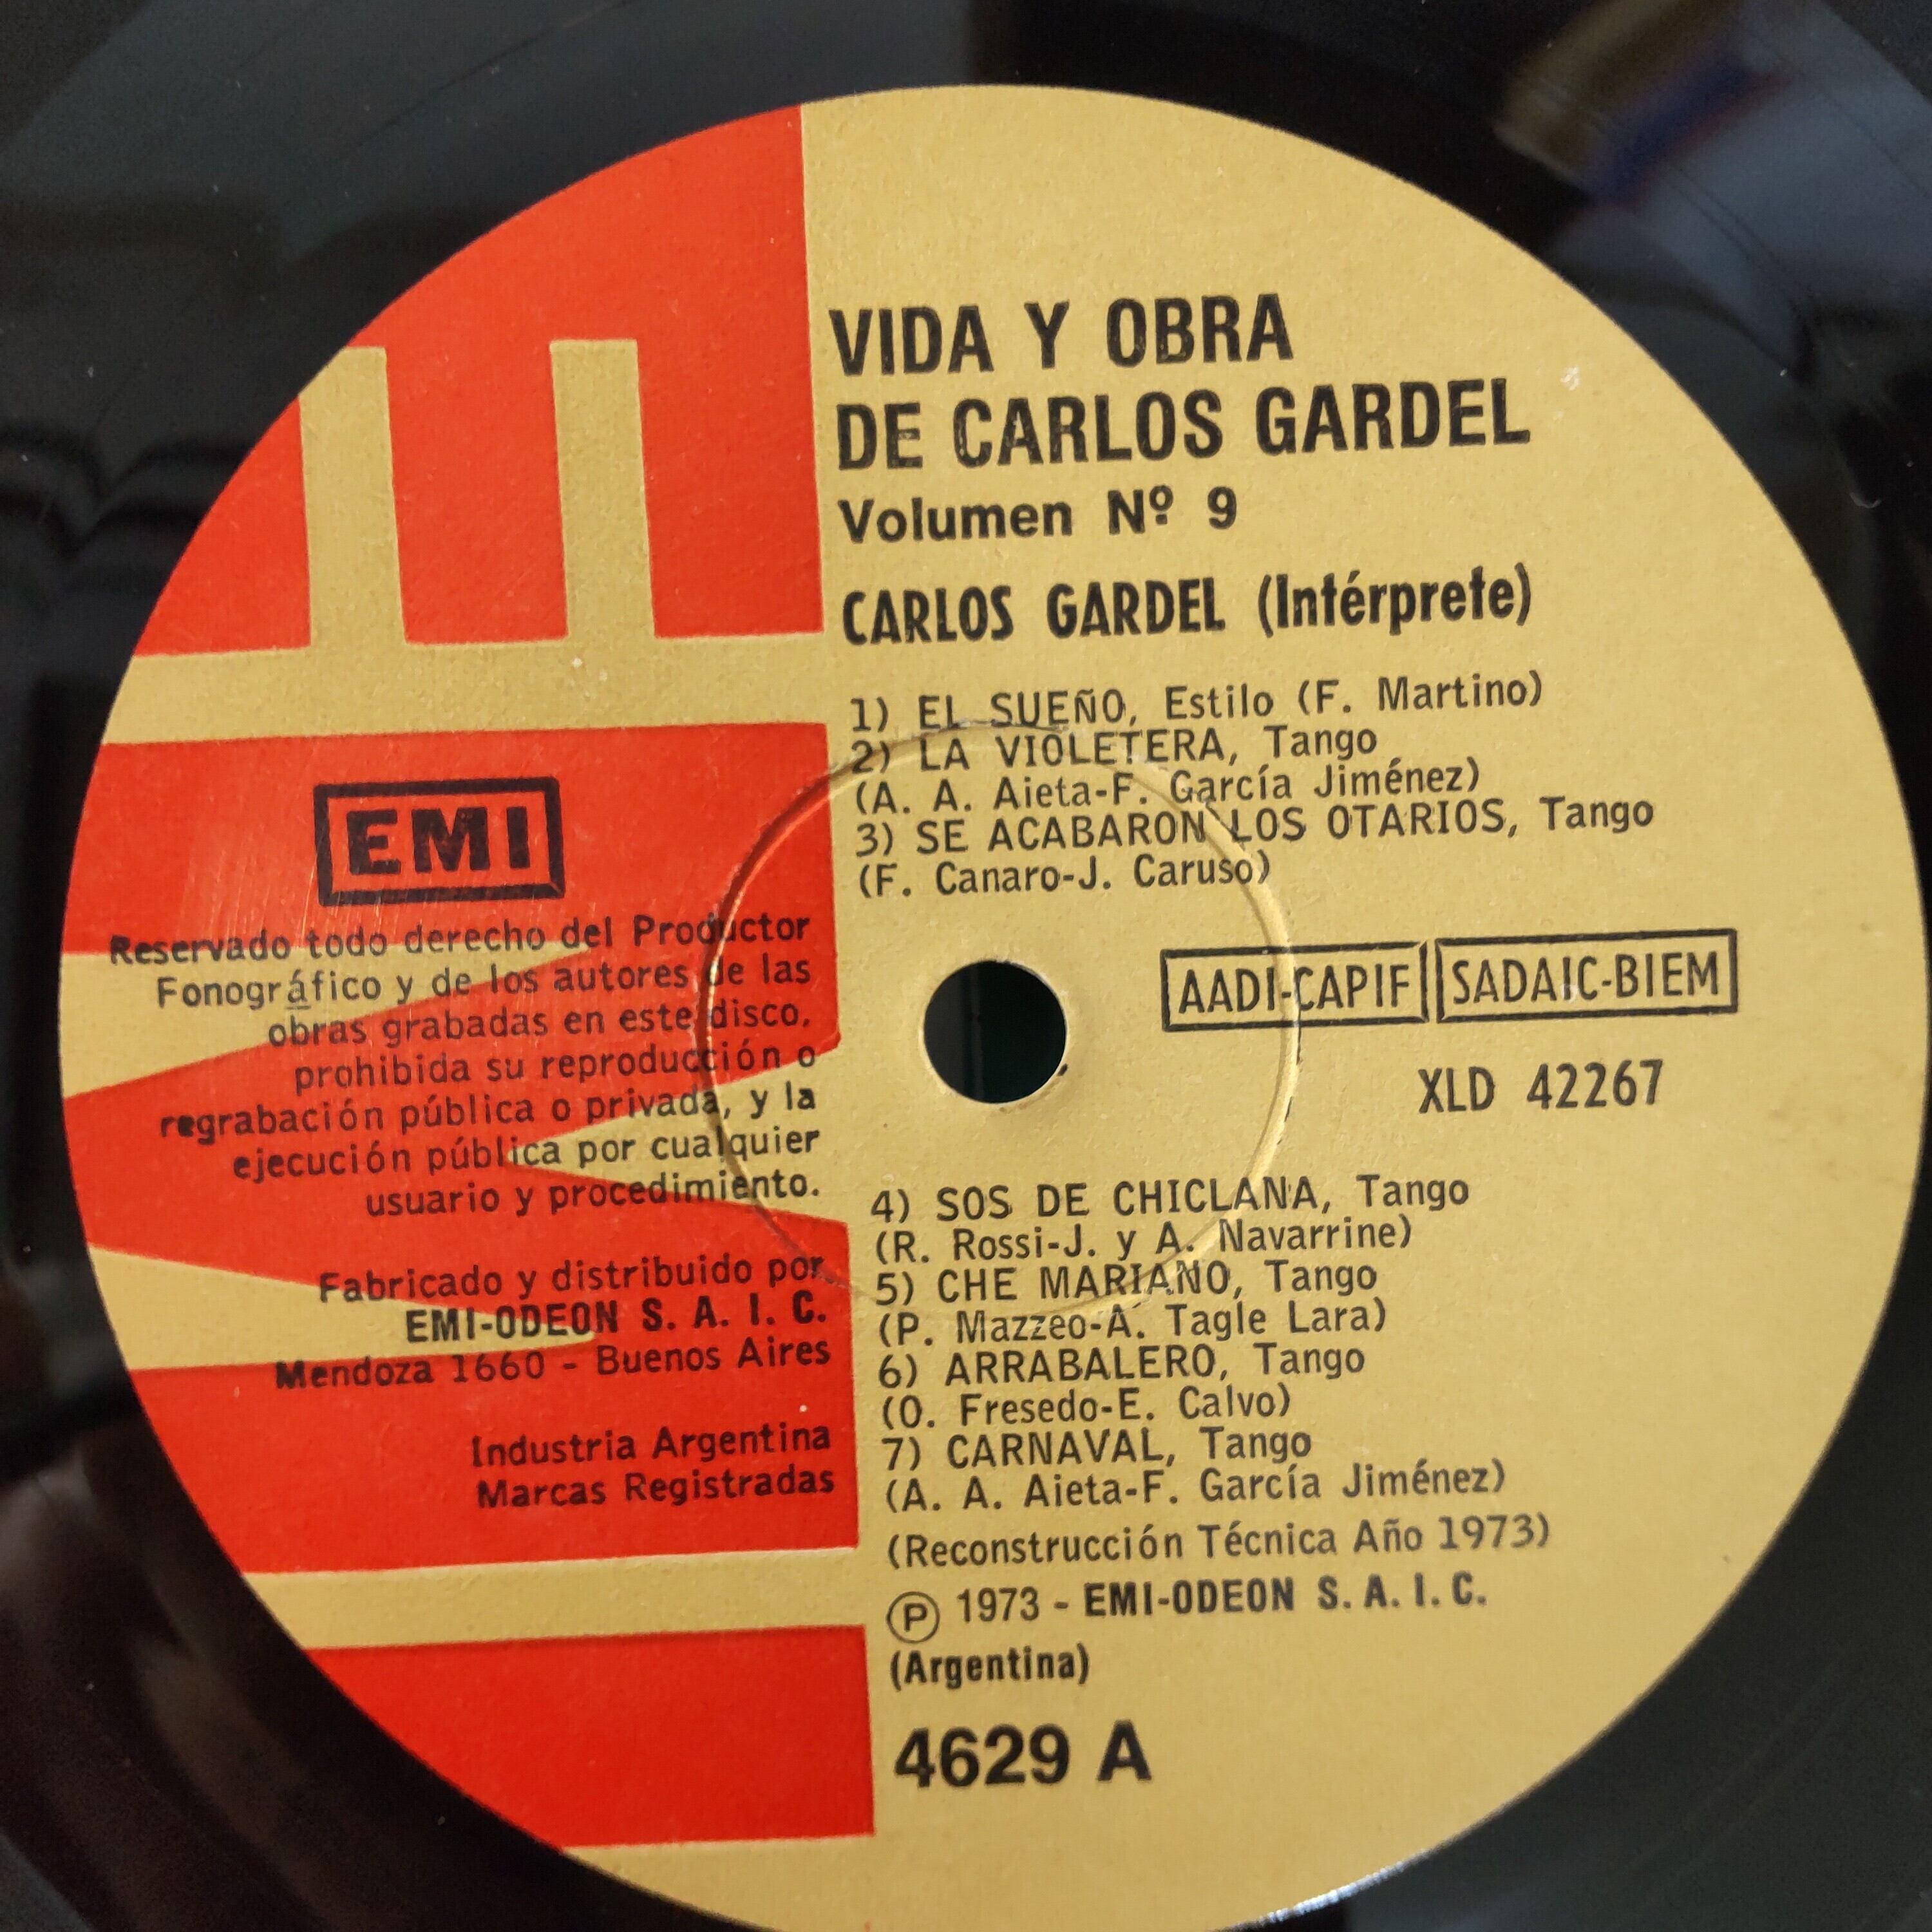 VIDA Y OBRA
DE CARLOS GARDEL
Volumen Nº 9
CARLOS GARDEL (Intérprete)
1) EL SUEÑO, Estilo (F. Martino)
2) LA VIOLETERA, Tango
(A. A. Aieta-F. García Jiménez)
3) SE ACABARON LOS OTARIOS, Tango
(F. Canaro-J. Caruso)
EMI
Reservado todo derecho del Productor
Fonográfico y de los autores de las
obras grabadas en este disco,
prohibida su reproducción o
regrabación pública o privada, y la
ejecución pública por cualquier
usuario y procedimiento.
Fabricado y distribuido por
EMI-ODEON S. A. I. C.
Mendoza 1660 - Buenos Aires
Industria Argentina
Marcas Registradas
AADI-CAPIF SADAIC-BIEM
XLD 42267
4) SOS DE CHICLANA, Tango
(R. Rossi-J. y A. Navarrine)
5) CHE MARIANO, Tango
(P. Mazzeo-A. Tagle Lara)
6) ARRABALERO, Tango
(O. Fresedo-E. Calvo)
7) CARNAVAL, Tango
(A. A. Aieta-F. García Jiménez)
(Reconstrucción Técnica Año 1973)
Ⓟ 1973 - EMI-ODEON S. A. I. C.
(Argentina)
4629 A